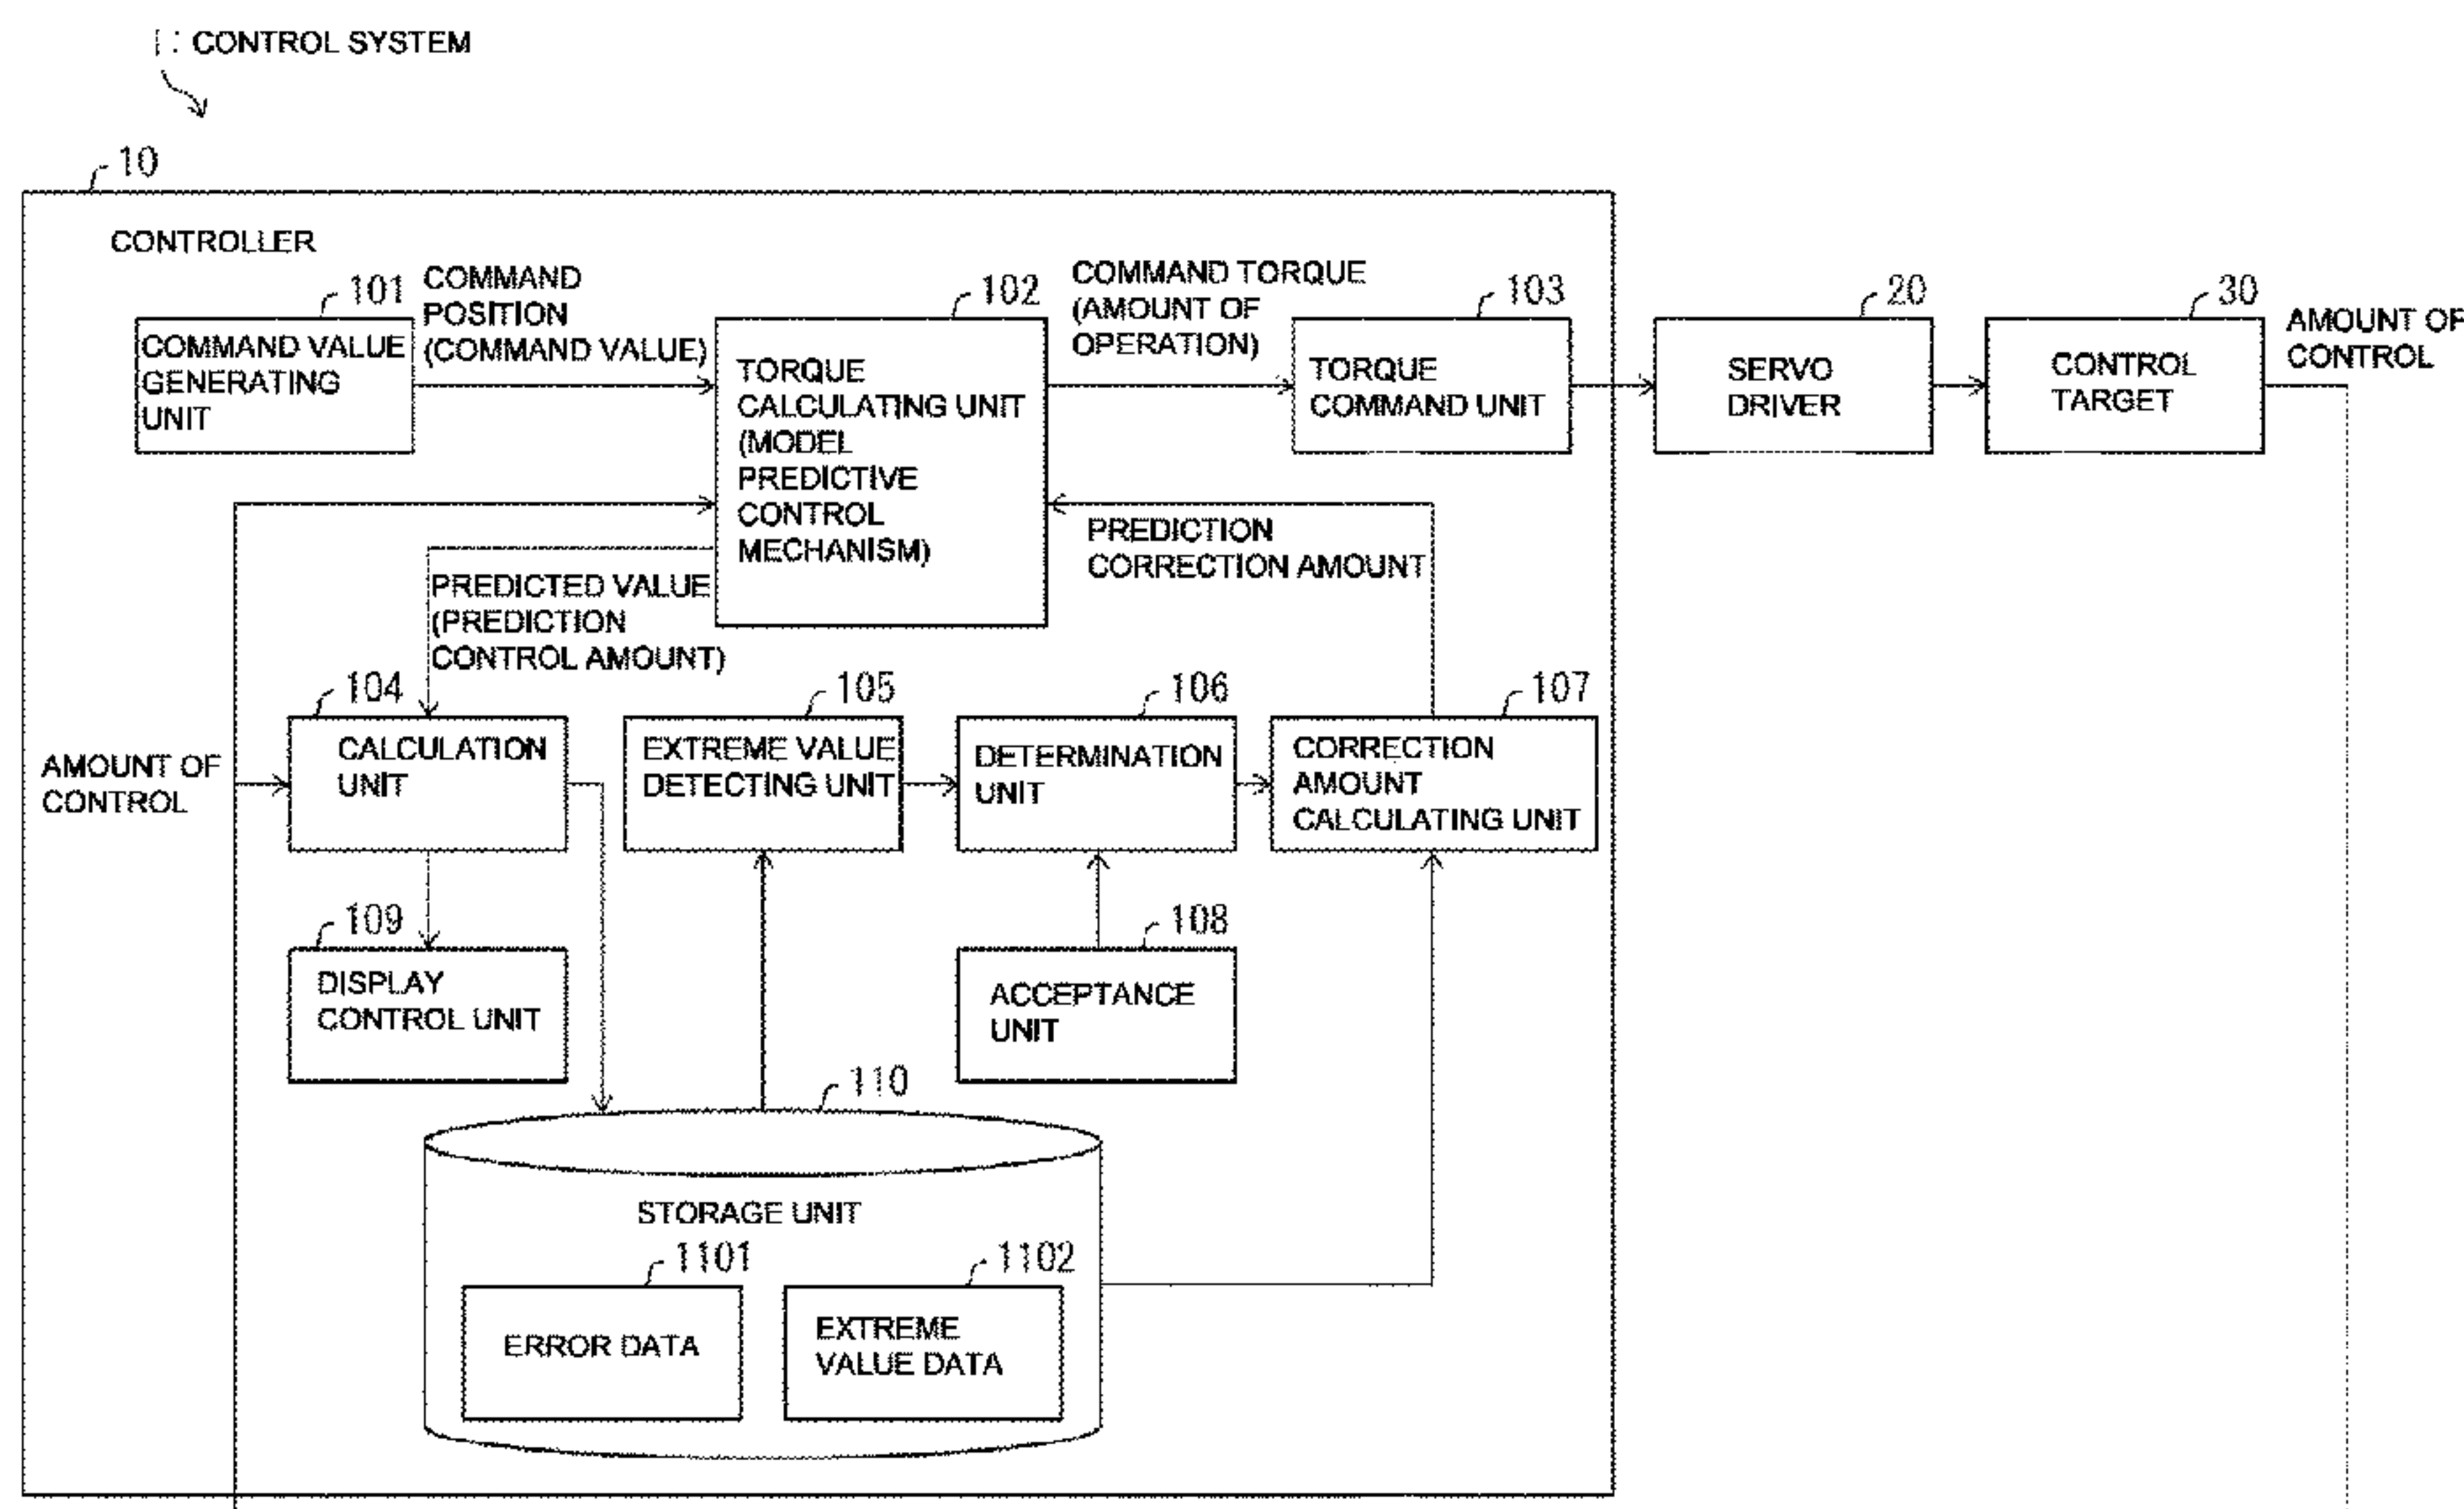 : CONTROL SYSTEM
10
CONTROLLER
101
COMMAND
POSITION
(COMMAND VALUE)
COMMAND VALUE
GENERATING
UNIT
102
TORQUE
CALCULATING UNIT
(MODEL
PREDICTIVE
CONTROL
MECHANISM)
COMMAND TORQUE
(AMOUNT OF
OPERATION)
103
TORQUE
COMMAND UNIT
20
SERVO
DRIVER
30
CONTROL
TARGET
AMOUNT OF
CONTROL
PREDICTION
CORRECTION AMOUNT
PREDICTED VALUE
(PREDICTION
CONTROL AMOUNT)
AMOUNT OF
CONTROL
104
CALCULATION
UNIT
105
EXTREME VALUE
DETECTING UNIT
106
DETERMINATION
UNIT
107
CORRECTION
AMOUNT
CALCULATING UNIT
109
DISPLAY
CONTROL UNIT
108
ACCEPTANCE
UNIT
110
STORAGE UNIT
1101
ERROR DATA
1102
EXTREME
VALUE DATA